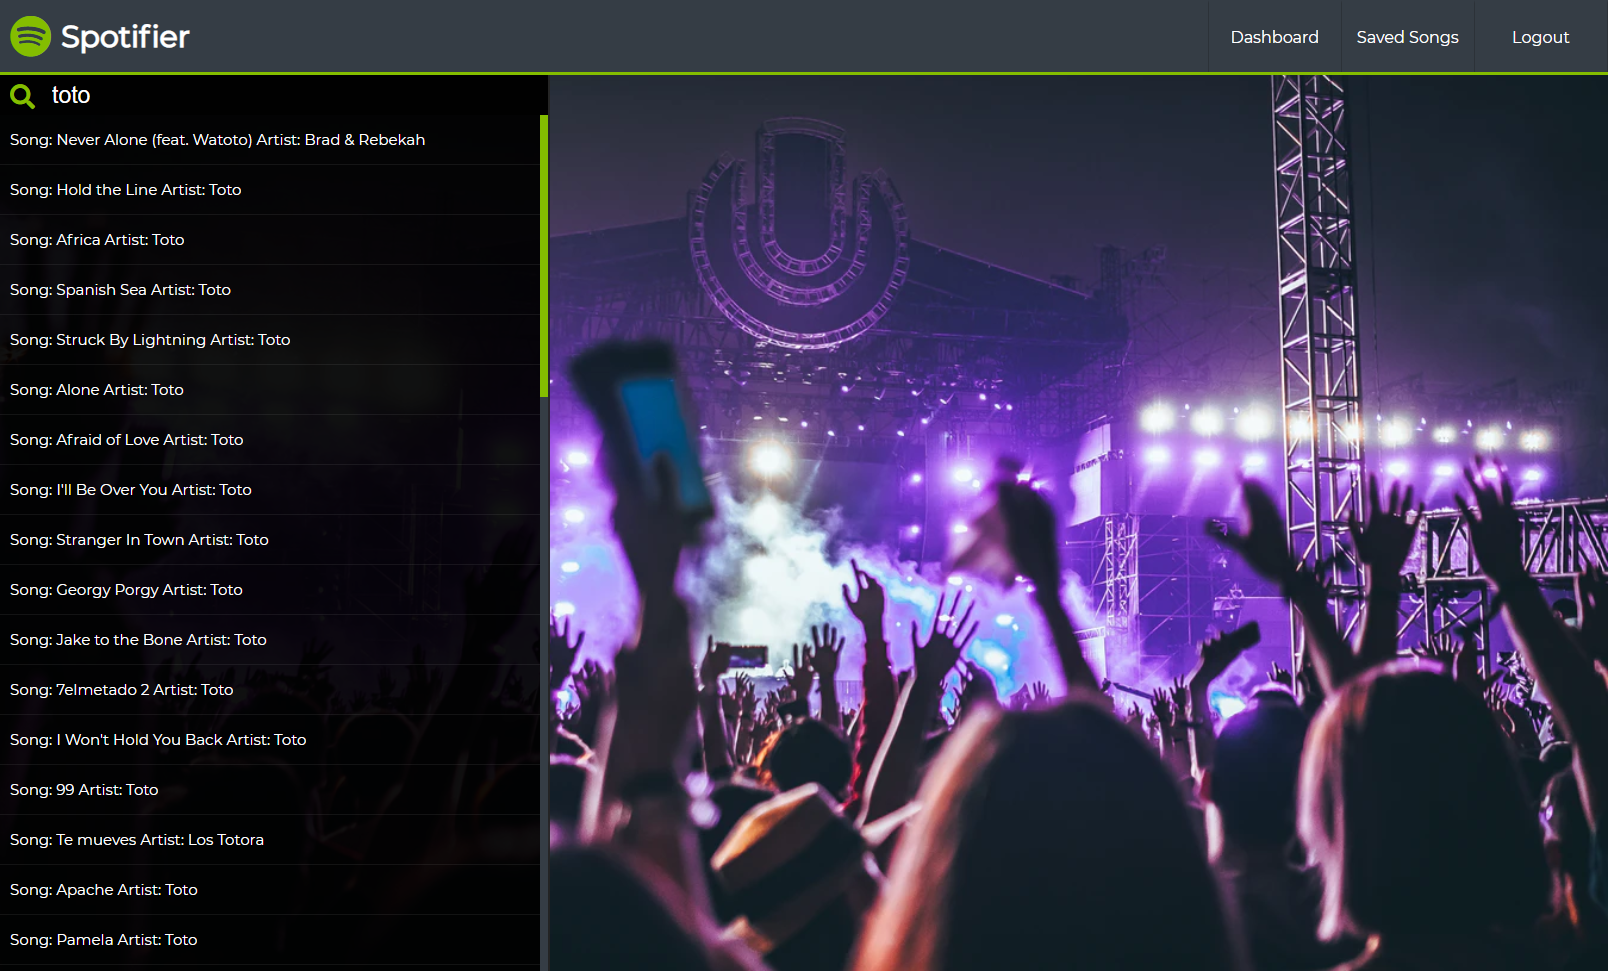 Spotifier
Dashboard
Saved Songs
Logout
toto
Song: Never Alone (feat. Watoto) Artist: Brad & Rebekah
Song: Hold the Line Artist: Toto
Song: Africa Artist: Toto
Song: Spanish Sea Artist: Toto
Song: Struck By Lightning Artist: Toto
Song: Alone Artist: Toto
Song: Afraid of Love Artist: Toto
Song: I'll Be Over You Artist: Toto
Song: Stranger In Town Artist: Toto
Song: Georgy Porgy Artist: Toto
Song: Jake to the Bone Artist: Toto
Song: 7elmetado 2 Artist: Toto
Song: I Won't Hold You Back Artist: Toto
Song: 99 Artist: Toto
Song: Te mueves Artist: Los Totora
Song: Apache Artist: Toto
Song: Pamela Artist: Toto